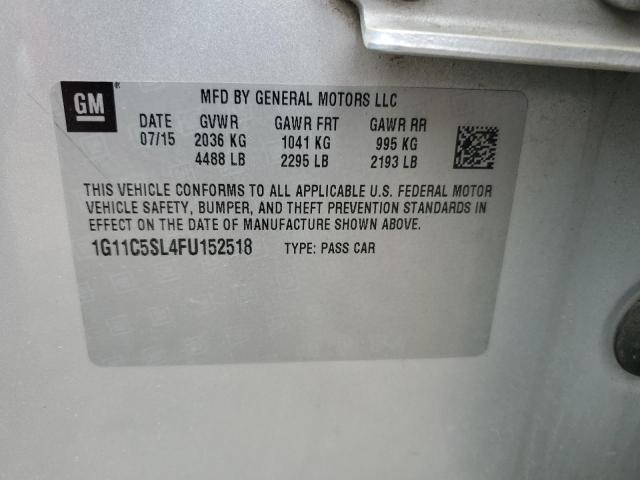 GM
MFD BY GENERAL MOTORS LLC
DATE GVWR GAWR FRT GAWR RR
07/15 2036 KG 1041 KG 995 KG
4488 LB 2295 LB 2193 LB
THIS VEHICLE CONFORMS TO ALL APPLICABLE U.S. FEDERAL MOTOR
VEHICLE SAFETY, BUMPER, AND THEFT PREVENTION STANDARDS IN
EFFECT ON THE DATE OF MANUFACTURE SHOWN ABOVE.
1G11C5SL4FU152518 TYPE: PASS CAR